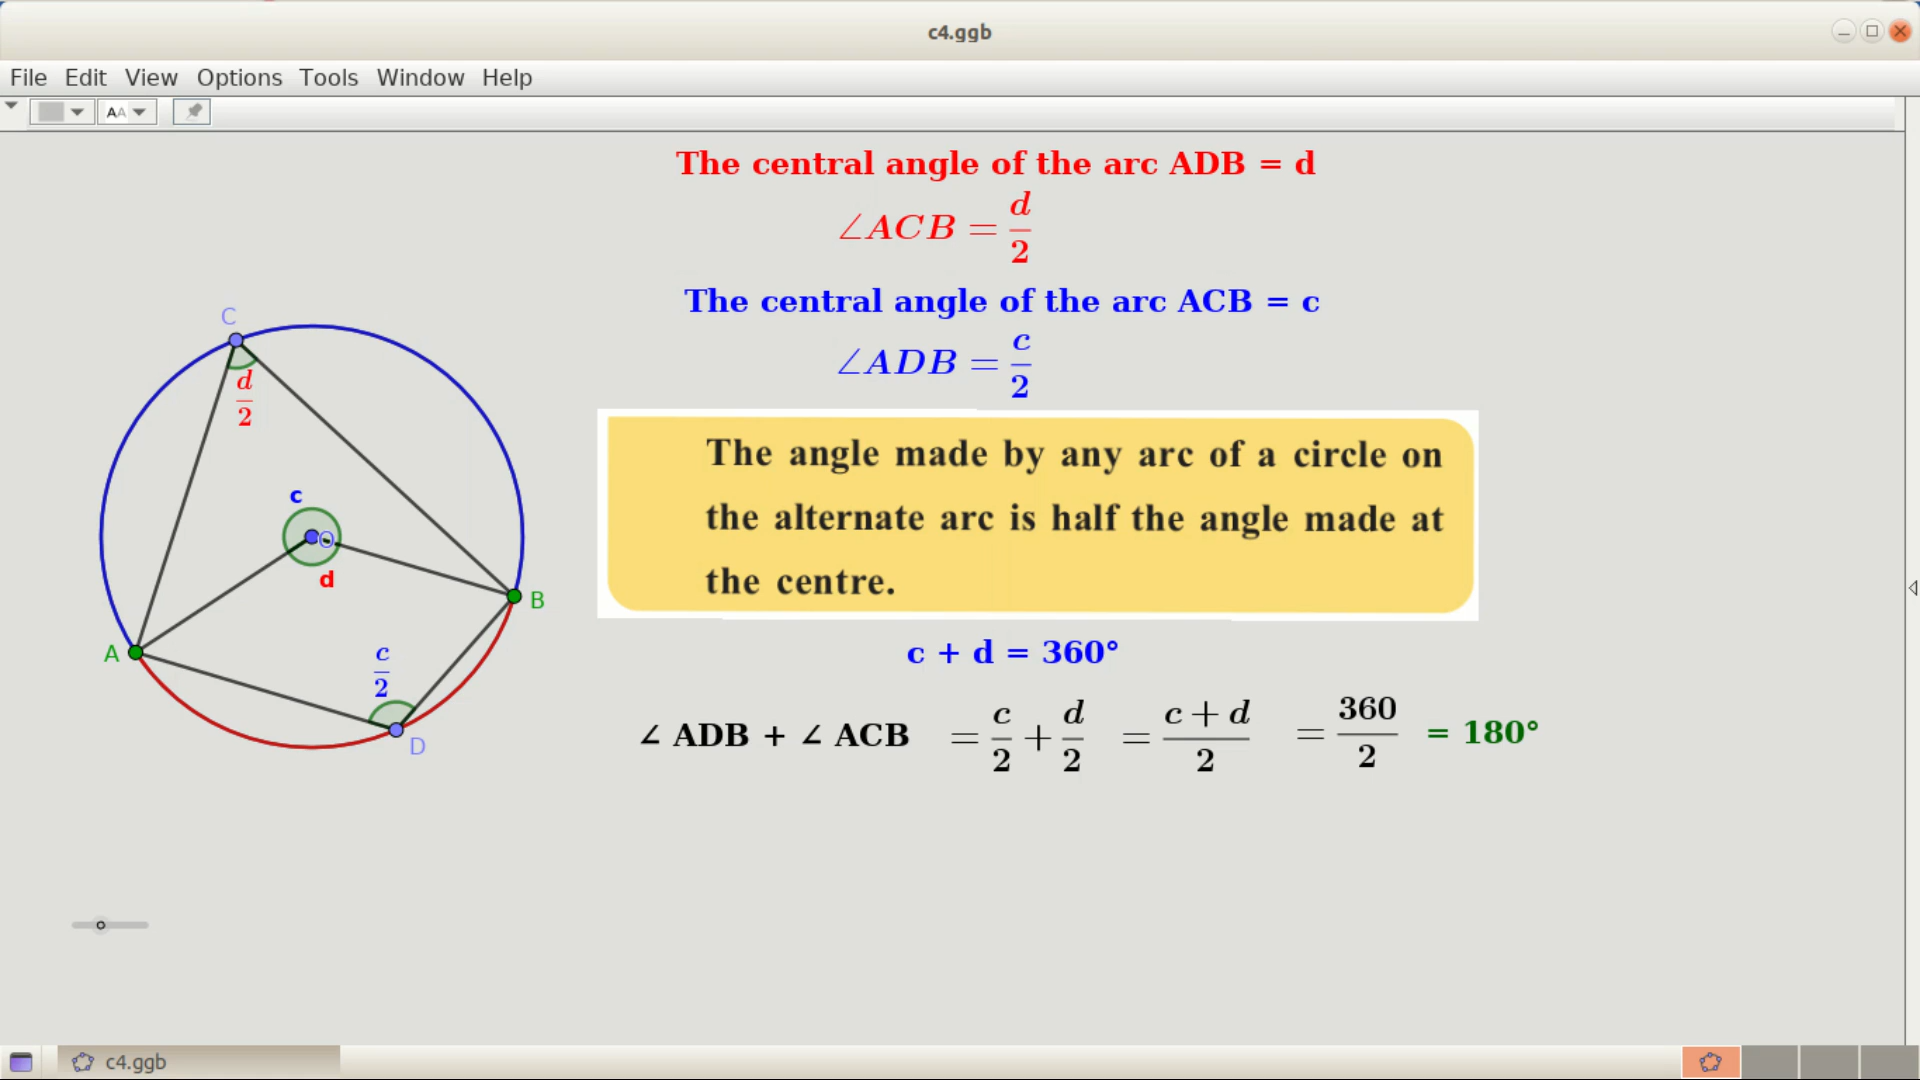 c4.ggb
File Edit View Options Tools Window Help
AA
The central angle of the arc ADB = d
∠ACB = d/2
The central angle of the arc ACB = c
∠ADB = c/2
C
d/2
c
O
d
B
A
c/2
D
The angle made by any arc of a circle on
the alternate arc is half the angle made at
the centre.
c + d = 360°
∠ ADB + ∠ ACB = c/2 + d/2 = (c + d)/2 = 360/2 = 180°
c4.ggb